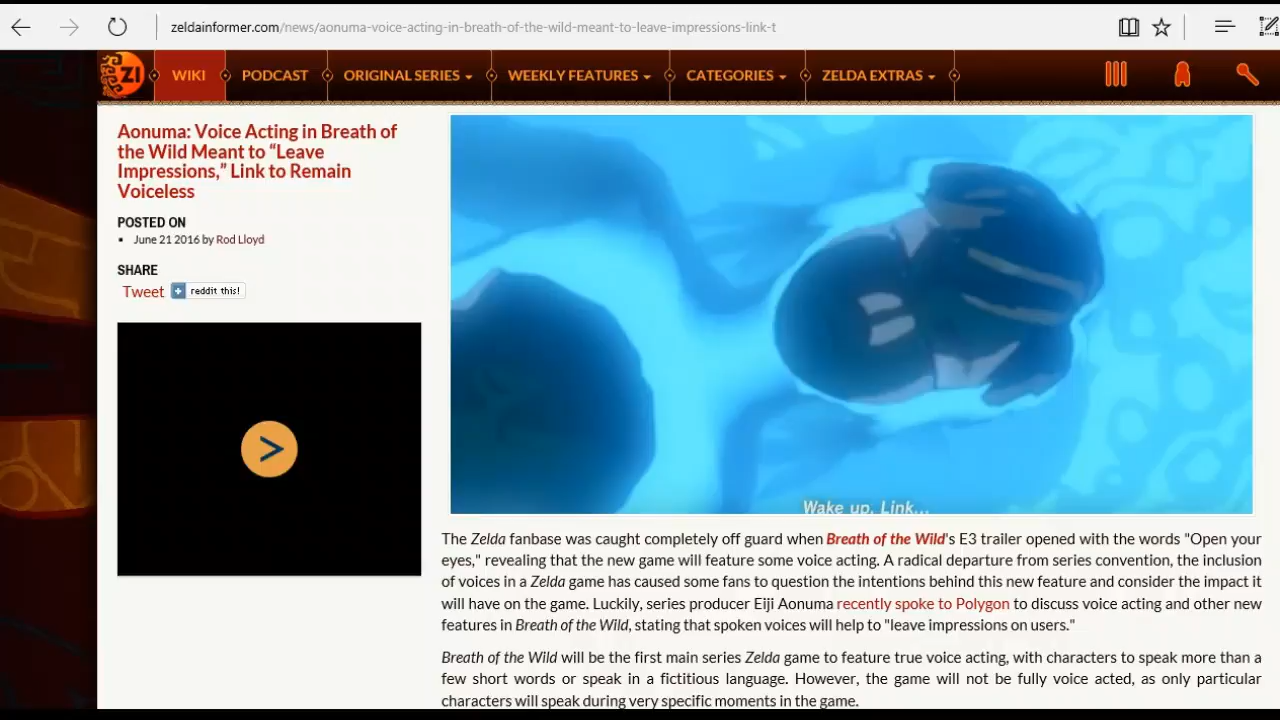 zeldainformer.com/news/aonuma-voice-acting-in-breath-of-the-wild-meant-to-leave-impressions-link-t
ZI WIKI PODCAST ORIGINAL SERIES WEEKLY FEATURES CATEGORIES ZELDA EXTRAS
Aonuma: Voice Acting in Breath of
the Wild Meant to “Leave
Impressions,” Link to Remain
Voiceless
POSTED ON
June 21 2016 by Rod Lloyd
SHARE
Tweet reddit this!
Wake up, Link...
The Zelda fanbase was caught completely off guard when Breath of the Wild's E3 trailer opened with the words "Open your
eyes," revealing that the new game will feature some voice acting. A radical departure from series convention, the inclusion
of voices in a Zelda game has caused some fans to question the intentions behind this new feature and consider the impact it
will have on the game. Luckily, series producer Eiji Aonuma recently spoke to Polygon to discuss voice acting and other new
features in Breath of the Wild, stating that spoken voices will help to "leave impressions on users."
Breath of the Wild will be the first main series Zelda game to feature true voice acting, with characters to speak more than a
few short words or speak in a fictitious language. However, the game will not be fully voice acted, as only particular
characters will speak during very specific moments in the game.